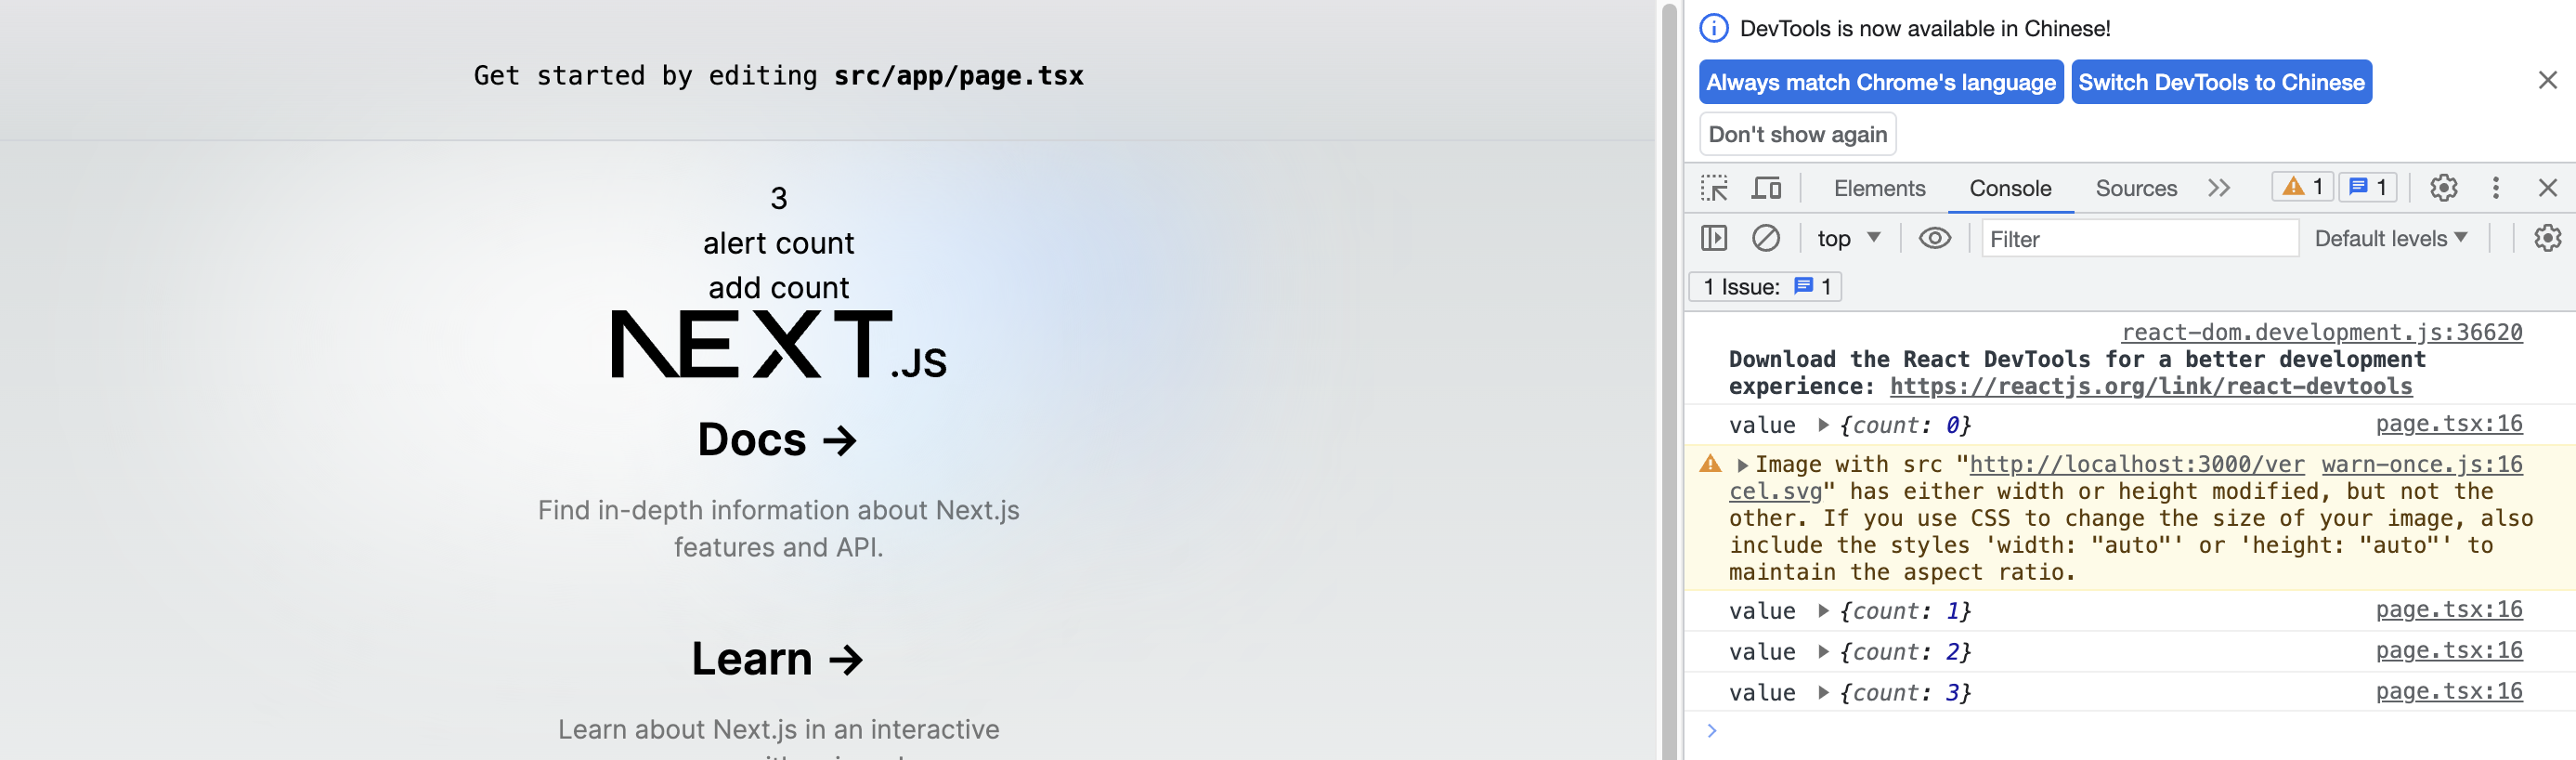 Get started by editing src/app/page.tsx
3
alert count
add count
NEXT.JS
Docs →
Find in-depth information about Next.js
features and API.
Learn →
Learn about Next.js in an interactive
DevTools is now available in Chinese!
Always match Chrome's language Switch DevTools to Chinese
Don't show again
Elements Console Sources 1 1
top Filter Default levels
1 Issue: 1
react-dom.development.js:36620
Download the React DevTools for a better development
experience: https://reactjs.org/link/react-devtools
value {count: 0} page.tsx:16
Image with src "http://localhost:3000/ver warn-once.js:16
cel.svg" has either width or height modified, but not the
other. If you use CSS to change the size of your image, also
include the styles 'width: "auto"' or 'height: "auto"' to
maintain the aspect ratio.
value {count: 1} page.tsx:16
value {count: 2} page.tsx:16
value {count: 3} page.tsx:16